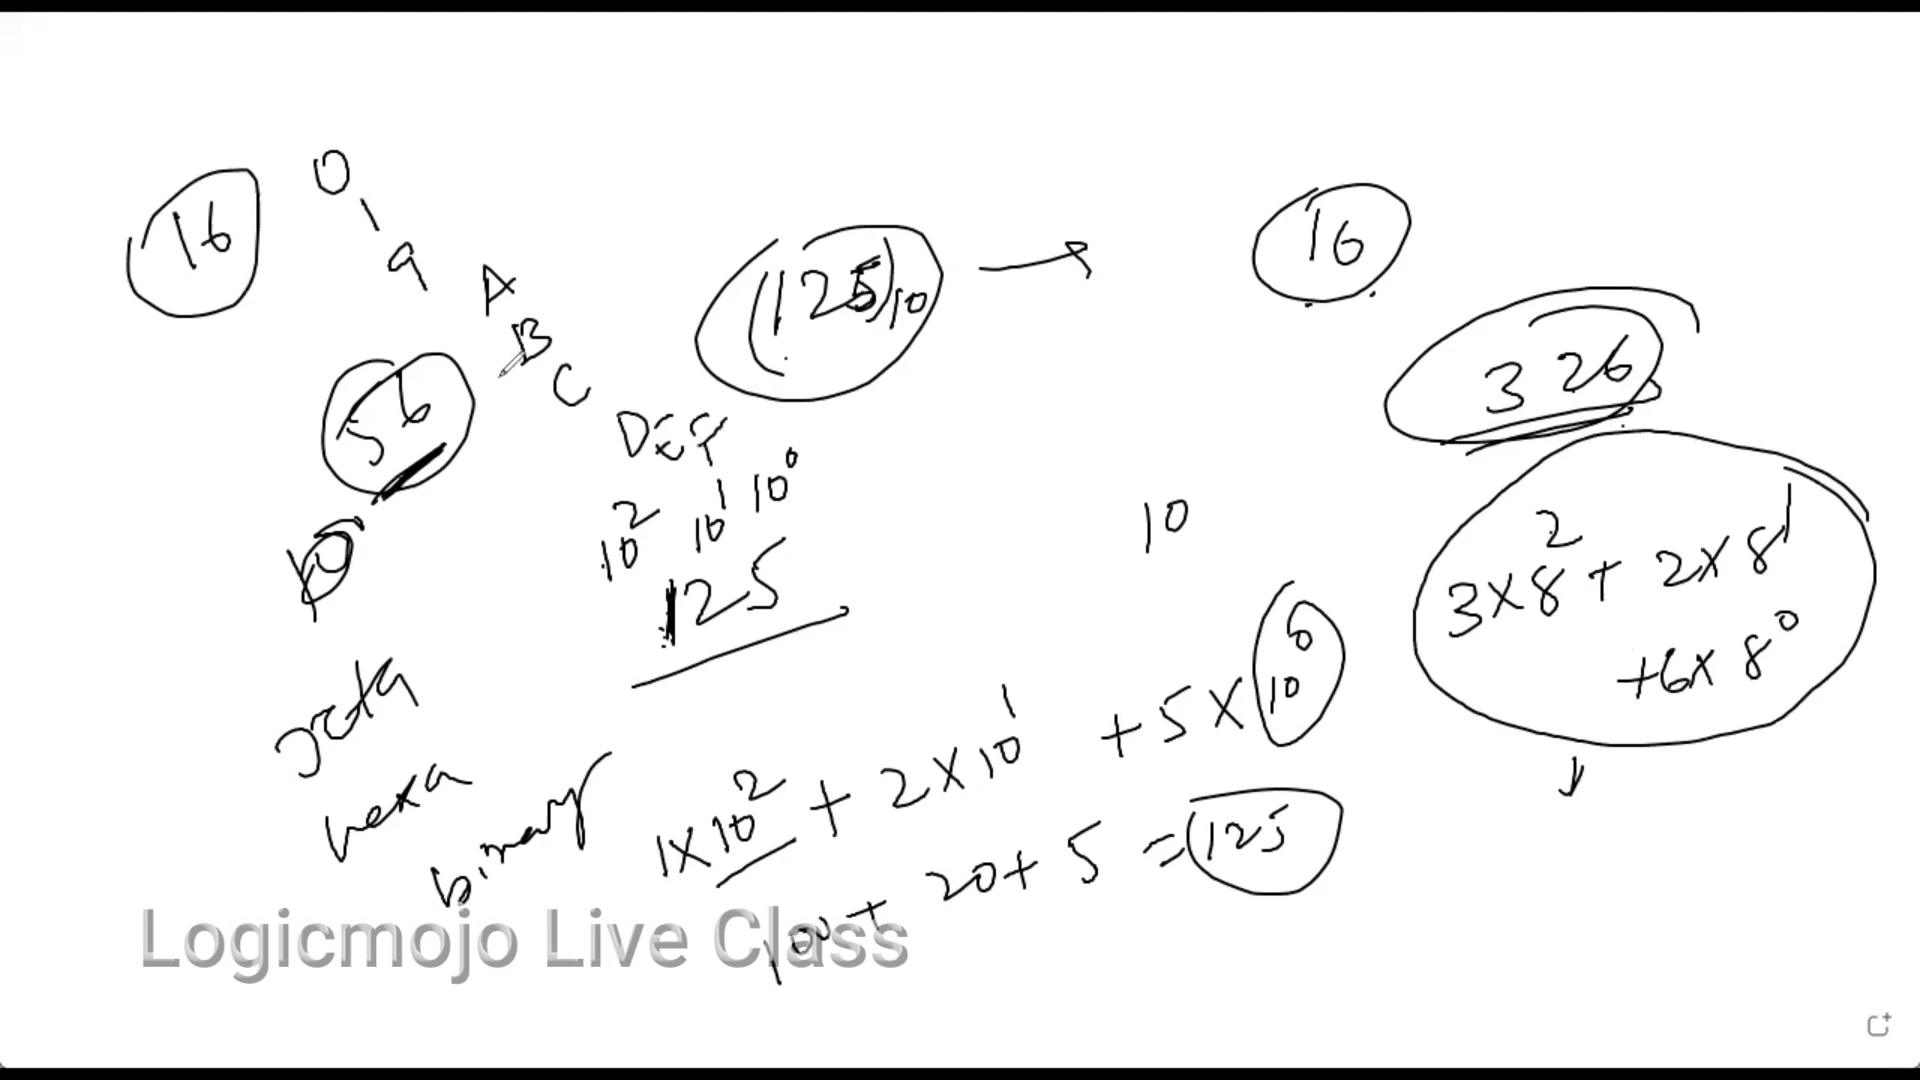 16
0
1
9
A
B
C
DEF
56
10
octa
hexa
binary
(125)10 →
16
326
10² 10¹ 10⁰
125
10
3×8² + 2×8¹
+6×8⁰
1×10² + 2×10¹ + 5×10⁰
100 + 20 + 5 = 125
Logicmojo Live Class